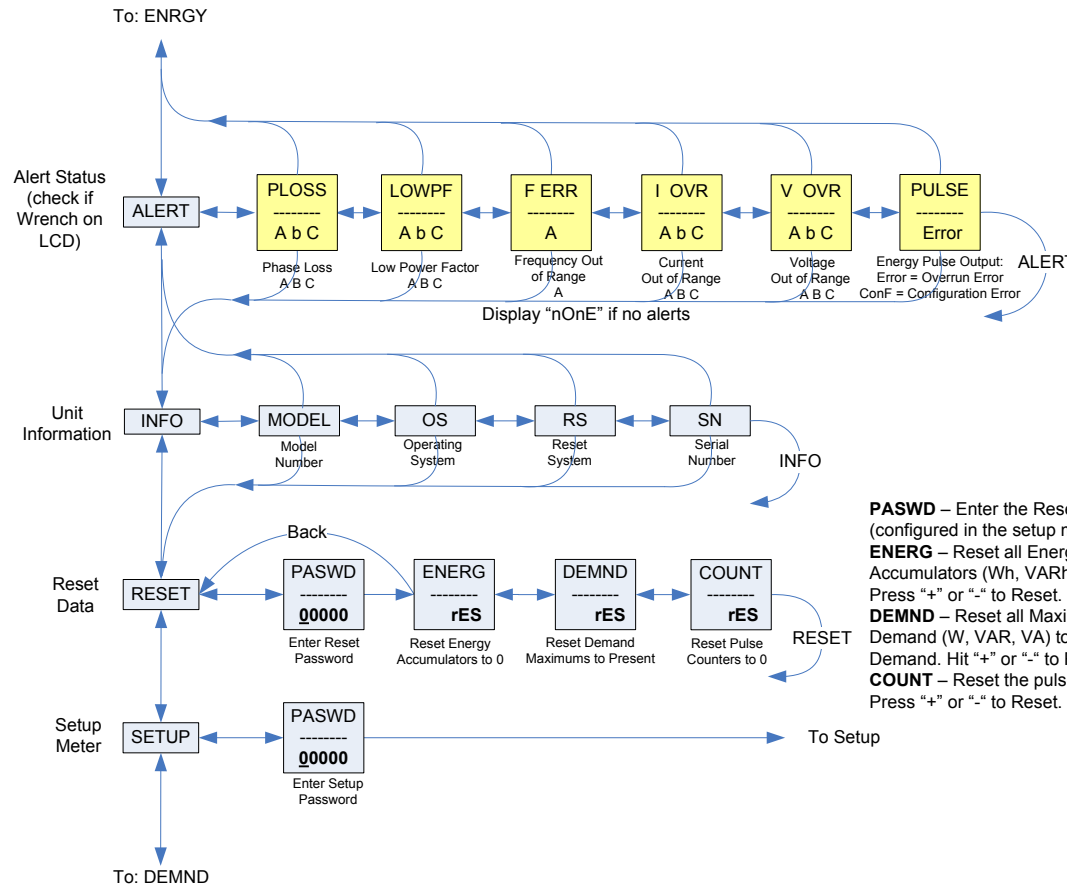 To: ENRGY
Alert Status
(check if
Wrench on
LCD)
ALERT
PLOSS
--------
A b C
Phase Loss
A B C
LOWPF
--------
A b C
Low Power Factor
A B C
F ERR
--------
A
Frequency Out
of Range
A
I OVR
--------
A b C
Current
Out of Range
A B C
V OVR
--------
A b C
Voltage
Out of Range
A B C
PULSE
--------
Error
Energy Pulse Output:
Error = Overrun Error
ConF = Configuration Error
ALERT
Display “nOnE” if no alerts
Unit
Information
INFO
MODEL
Model
Number
OS
Operating
System
RS
Reset
System
SN
Serial
Number
INFO
Reset
Data
RESET
Back
PASWD
--------
00000
Enter Reset
Password
ENERG
--------
rES
Reset Energy
Accumulators to 0
DEMND
--------
rES
Reset Demand
Maximums to Present
COUNT
--------
rES
Reset Pulse
Counters to 0
RESET
PASWD – Enter the Rese
(configured in the setup
ENERG – Reset all Energ
Accumulators (Wh, VARh
Press “+” or “-“ to Reset.
DEMND – Reset all Maxi
Demand (W, VAR, VA) to
Demand. Hit “+” or “-“ to
COUNT – Reset the puls
Press “+” or “-“ to Reset.
Setup
Meter
SETUP
PASWD
--------
00000
Enter Setup
Password
To Setup
To: DEMND